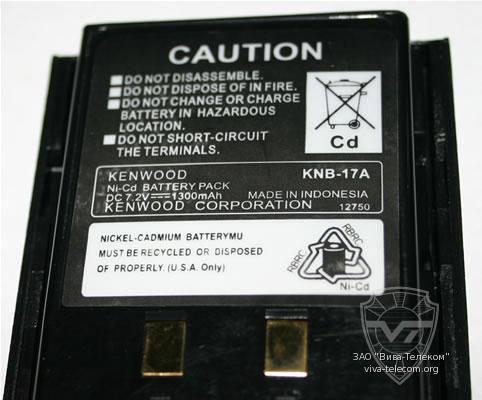 CAUTION
DO NOT DISASSEMBLE.
DO NOT DISPOSE OF IN FIRE.
DO NOT CHANGE OR CHARGE
BATTERY IN HAZARDOUS
LOCATION.
DO NOT SHORT-CIRCUIT
THE TERMINALS.
Cd
KENWOOD KNB-17A
Ni-Cd BATTERY PACK
DC 7.2V 1300mAh MADE IN INDONESIA
KENWOOD CORPORATION 12750
NICKEL-CADMIUM BATTERYMU
MUST BE RECYCLED OR DISPOSED
OF PROPERLY. (U.S.A. Only)
RBRC
RBRC
Ni-Cd
VT
ЗАО "Вива-Телеком"
viva-telecom.org